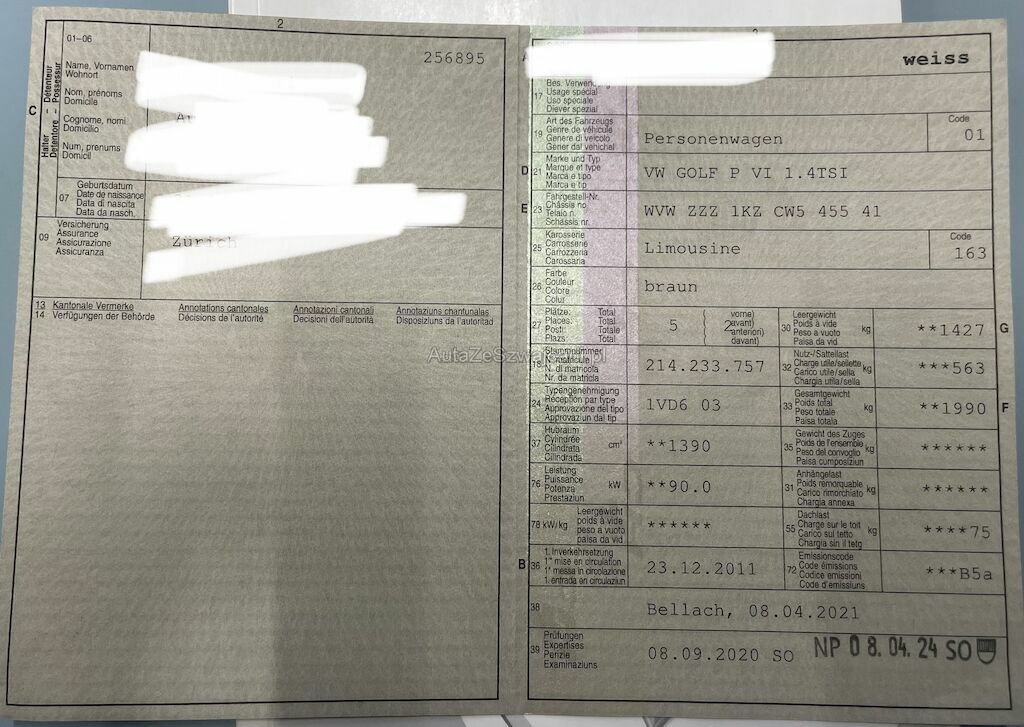 2
01–06
256895
Halter – Détenteur
Detentore – Possessur
C
Name, Vornamen
Wohnort
Nom, prénoms
Domicile
Cognome, nomi
Domicilio
Num, prenums
Domicil
07
Geburtsdatum
Date de naissance
Data di nascita
Data da nasch.
09
Versicherung
Assurance
Assicurazione
Assicuranza
Zürich
13 Kantonale Vermerke Annotations cantonales Annotazioni cantonali Annotaziuns chantunalas
14 Verfügungen der Behörde Décisions de l'autorité Decisioni dell'autorità Disposiziuns da l'autoritad
AutaZeSzwajcarii.pl
weiss
17
Usage spécial
Uso speciale
Diever spezial
19
Art des Fahrzeugs
Genre de véhicule
Genere di veicolo
Gener dal vehichel
Personenwagen
Code
01
D
21
Marke und Typ
Marque et type
Marca e tipo
Marca e tip
VW GOLF P VI 1.4TSI
E
23
Fahrgestell-Nr.
Châssis no
Telaio n.
Schassis nr.
WVW ZZZ 1KZ CW5 455 41
25
Karosserie
Carrosserie
Carrozzeria
Carossaria
Limousine
Code
163
26
Farbe
Couleur
Colore
Colur
braun
27
Plätze: Total
Places: Total
Posti: Totale
Plazs: Total
5
vorne)
2 avant)
anteriori)
davant)
30
Leergewicht
Poids à vide
Peso a vuoto
Paisa da vid
kg
**1427
G
18
Stammnummer
N. matricule
N. di matricola
Nr. da matricla
214.233.757
32
Nutz-/Sattellast
Charge utile/sellette
Carico utile/sella
Chargia utila/sella
kg
***563
24
Typengenehmigung
Réception par type
Approvazione del tipo
Approvaziun dal tip
1VD6 03
33
Gesamtgewicht
Poids total
Peso totale
Paisa totala
kg
**1990
F
37
Hubraum
Cylindrée
Cilindrata
Cilindrada
cm³
**1390
35
Gewicht des Zuges
Poids de l'ensemble
Peso del convoglio
Paisa cumposiziun
kg
******
76
Leistung
Puissance
Potenza
Prestaziun
kW
**90.0
31
Anhängelast
Poids remorquable
Carico rimorchiato
Chargia annexa
kg
******
78 kW/kg
Leergewicht
poids à vide
peso a vuoto
paisa da vid
******
55
Dachlast
Charge sur le toit
Carico sul tetto
Chargia sin il tetg
kg
****75
B
36
1. Inverkehrsetzung
1re mise en circulation
1a messa in circolazione
1. entrada en circulaziun
23.12.2011
72
Emissionscode
Code émissions
Codice emissioni
Code d'emissiuns
***B5a
38
Bellach, 08.04.2021
39
Prüfungen
Expertises
Perizie
Examinaziuns
08.09.2020 SO
NP 08.04.24 SO